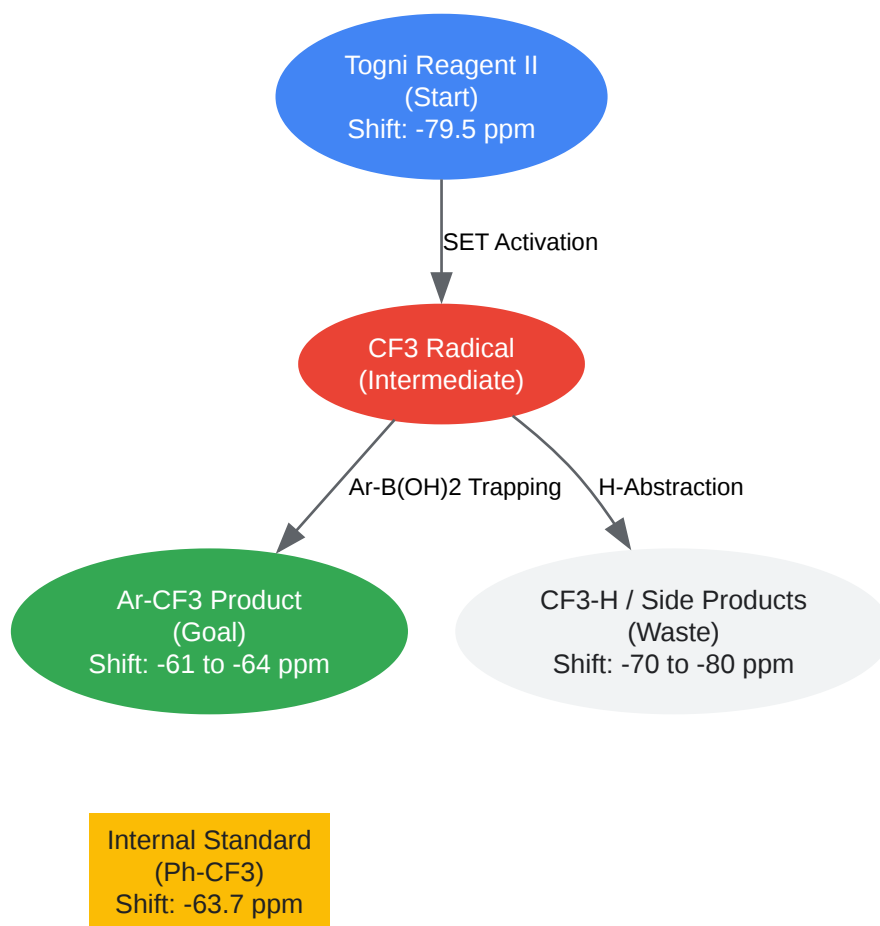 Togni Reagent II
(Start)
Shift: -79.5 ppm
SET Activation
CF3 Radical
(Intermediate)
Ar-B(OH)2 Trapping
H-Abstraction
Ar-CF3 Product
(Goal)
Shift: -61 to -64 ppm
CF3-H / Side Products
(Waste)
Shift: -70 to -80 ppm
Internal Standard
(Ph-CF3)
Shift: -63.7 ppm